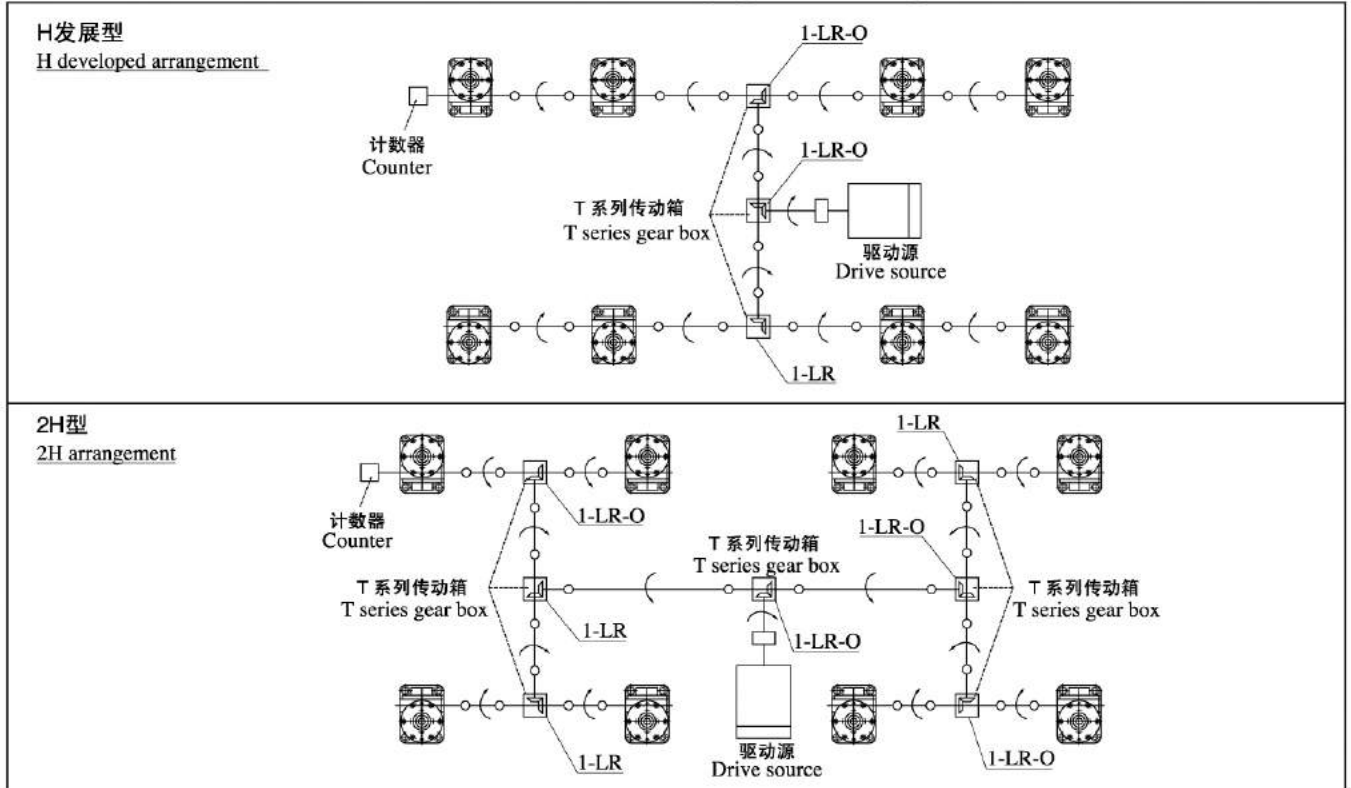 H发展型
H developed arrangement
1-LR-O
计数器
Counter
1-LR-O
T 系列传动箱
T series gear box
驱动源
Drive source
1-LR
2H型
2H arrangement
1-LR
计数器
Counter
1-LR-O
T 系列传动箱
T series gear box
1-LR-O
T 系列传动箱
T series gear box
T 系列传动箱
T series gear box
1-LR
1-LR-O
驱动源
Drive source
1-LR
1-LR-O